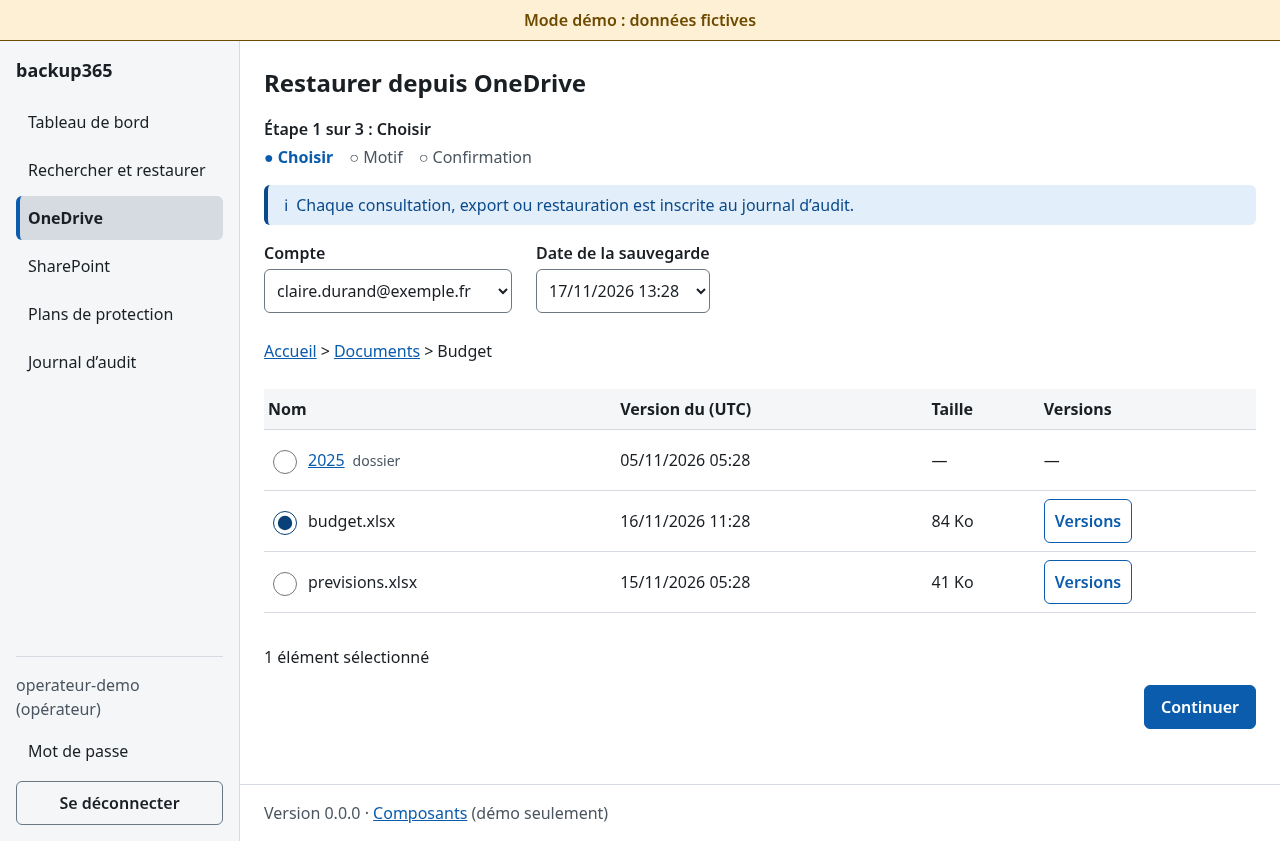 Mode démo : données fictives
backup365
Tableau de bord
Rechercher et restaurer
OneDrive
SharePoint
Plans de protection
Journal d’audit
operateur-demo
(opérateur)
Mot de passe
Se déconnecter
Restaurer depuis OneDrive
Étape 1 sur 3 : Choisir
● Choisir ○ Motif ○ Confirmation
i Chaque consultation, export ou restauration est inscrite au journal d’audit.
Compte Date de la sauvegarde
claire.durand@exemple.fr 17/11/2026 13:28
Accueil > Documents > Budget
Nom Version du (UTC) Taille Versions
2025 dossier 05/11/2026 05:28 — —
budget.xlsx 16/11/2026 11:28 84 Ko Versions
previsions.xlsx 15/11/2026 05:28 41 Ko Versions
1 élément sélectionné
Continuer
Version 0.0.0 · Composants (démo seulement)